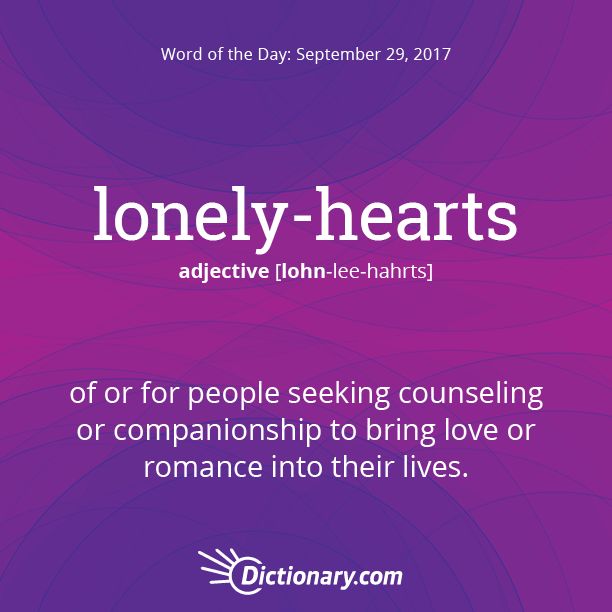 Word of the Day: September 29, 2017
lonely-hearts
adjective [lohn-lee-hahrts]
of or for people seeking counseling
or companionship to bring love or
romance into their lives.
Dictionary.com